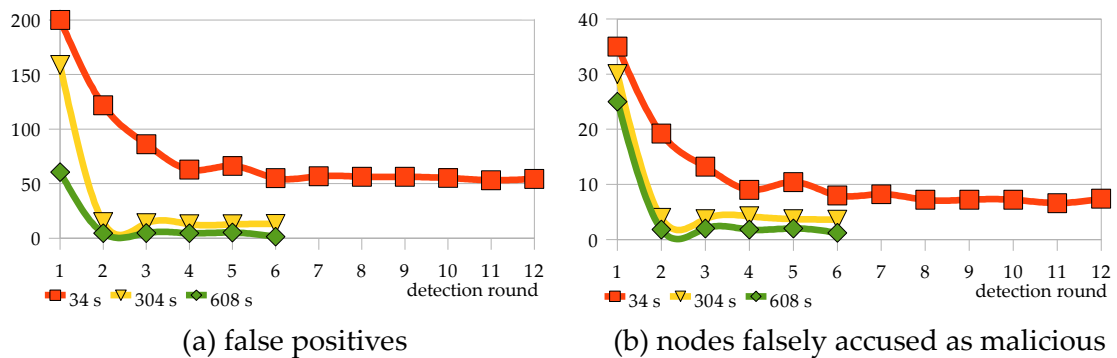 200
150
100
50
0
1 2 3 4 5 6 7 8 9 10 11 12
34 s 304 s 608 s detection round
(a) false positives
40
30
20
10
0
1 2 3 4 5 6 7 8 9 10 11 12
34 s 304 s 608 s detection round
(b) nodes falsely accused as malicious